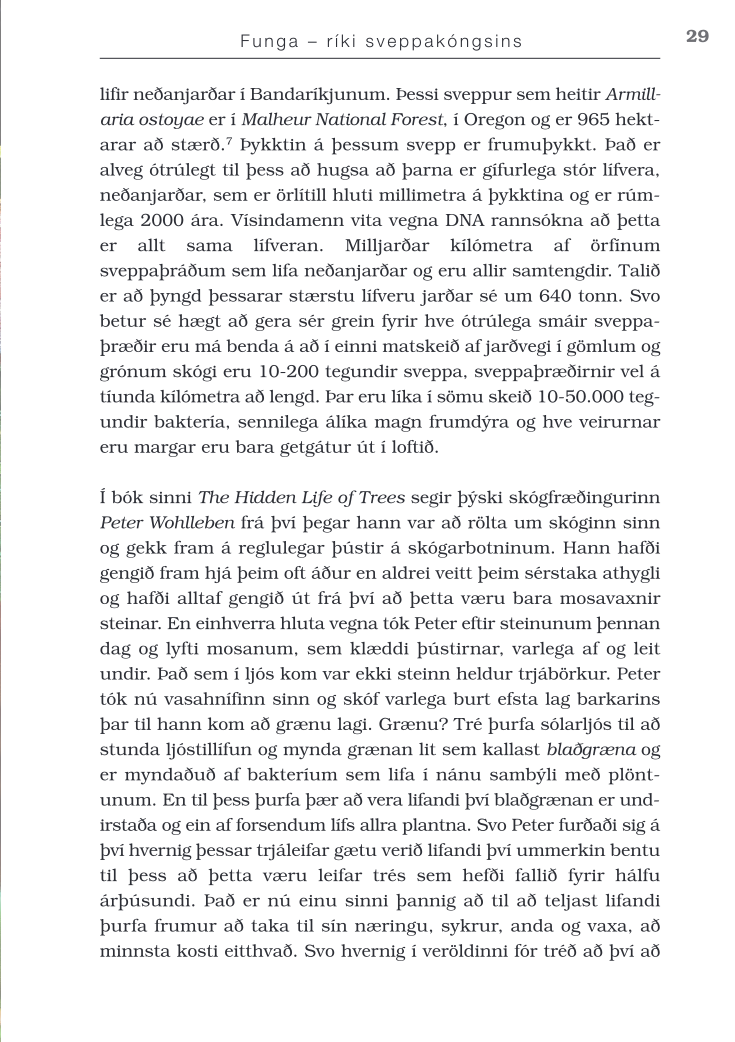 Funga – ríki sveppakóngsins
29
lifir neðanjarðar í Bandaríkjunum. Þessi sveppur sem heitir Armill-
aria ostoyae er í Malheur National Forest, í Oregon og er 965 hekt-
arar að stærð.⁷ Þykktin á þessum svepp er frumuþykkt. Það er
alveg ótrúlegt til þess að hugsa að þarna er gífurlega stór lífvera,
neðanjarðar, sem er örlítill hluti millimetra á þykktina og er rúm-
lega 2000 ára. Vísindamenn vita vegna DNA rannsókna að þetta
er allt sama lífveran. Milljarðar kílómetra af örfínum
sveppaþráðum sem lifa neðanjarðar og eru allir samtengdir. Talið
er að þyngd þessarar stærstu lífveru jarðar sé um 640 tonn. Svo
betur sé hægt að gera sér grein fyrir hve ótrúlega smáir sveppa-
þræðir eru má benda á að í einni matskeið af jarðvegi í gömlum og
grónum skógi eru 10-200 tegundir sveppa, sveppaþræðirnir vel á
tíunda kílómetra að lengd. Þar eru líka í sömu skeið 10-50.000 teg-
undir baktería, sennilega álíka magn frumdýra og hve veirurnar
eru margar eru bara getgátur út í loftið.
Í bók sinni The Hidden Life of Trees segir þýski skógfræðingurinn
Peter Wohlleben frá því þegar hann var að rölta um skóginn sinn
og gekk fram á reglulegar þústir á skógarbotninum. Hann hafði
gengið fram hjá þeim oft áður en aldrei veitt þeim sérstaka athygli
og hafði alltaf gengið út frá því að þetta væru bara mosavaxnir
steinar. En einhverra hluta vegna tók Peter eftir steinunum þennan
dag og lyfti mosanum, sem klæddi þústirnar, varlega af og leit
undir. Það sem í ljós kom var ekki steinn heldur trjábörkur. Peter
tók nú vasahnífinn sinn og skóf varlega burt efsta lag barkarins
þar til hann kom að grænu lagi. Grænu? Tré þurfa sólarljós til að
stunda ljóstillífun og mynda grænan lit sem kallast blaðgræna og
er myndaðuð af bakteríum sem lifa í nánu sambýli með plönt-
unum. En til þess þurfa þær að vera lifandi því blaðgrænan er und-
irstaða og ein af forsendum lífs allra plantna. Svo Peter furðaði sig á
því hvernig þessar trjáleifar gætu verið lifandi því ummerkin bentu
til þess að þetta væru leifar trés sem hefði fallið fyrir hálfu
árþúsundi. Það er nú einu sinni þannig að til að teljast lifandi
þurfa frumur að taka til sín næringu, sykrur, anda og vaxa, að
minnsta kosti eitthvað. Svo hvernig í veröldinni fór tréð að því að